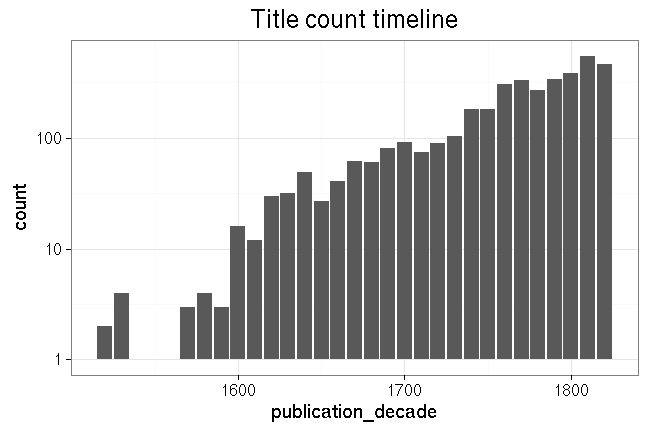 Title count timeline
100
10
1
count
1600 1700 1800
publication_decade